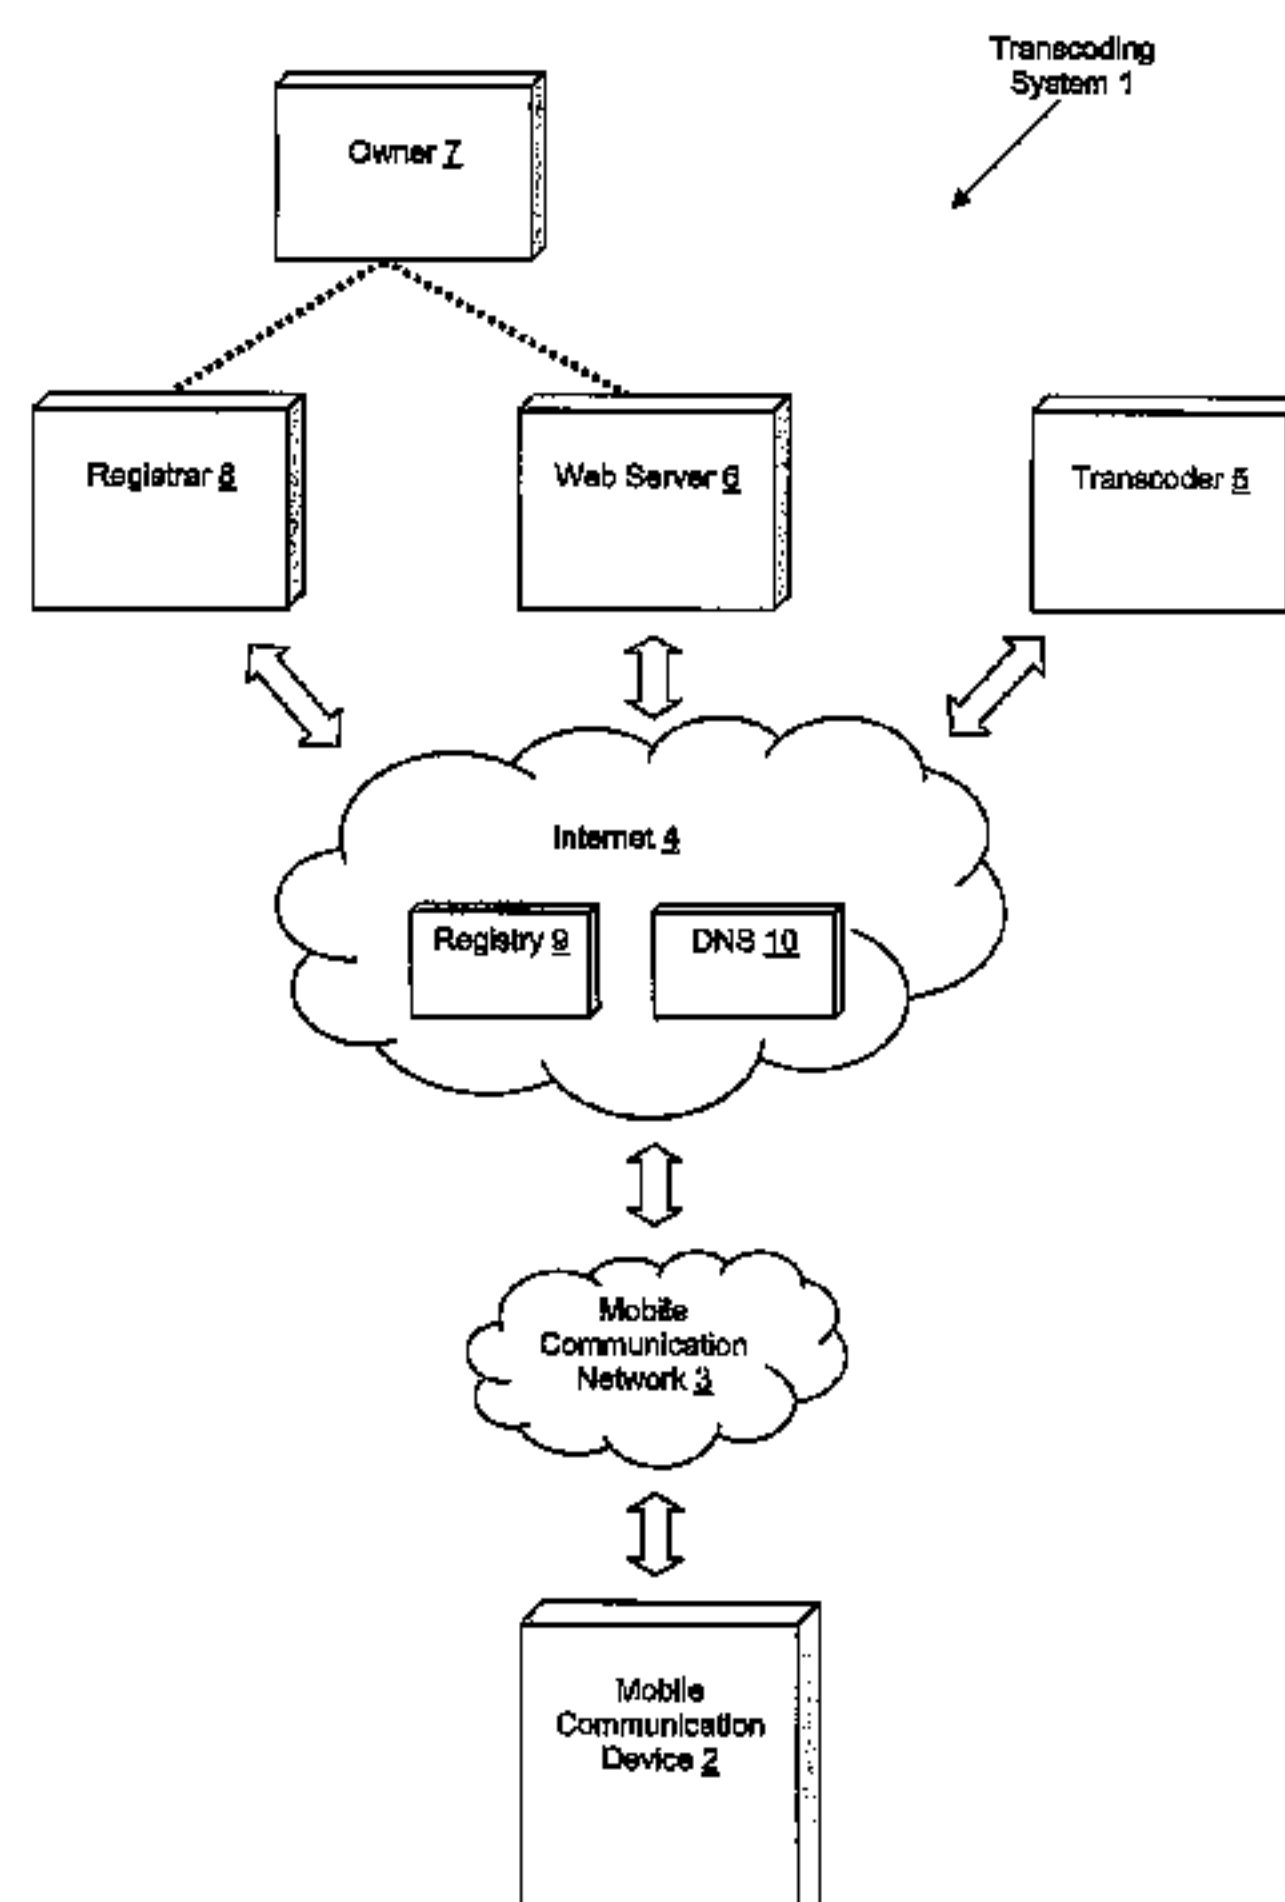 Transcoding
System 1
Owner 7
Registrar 8
Web Server 6
Transcoder 5
Internet 4
Registry 9
DNS 10
Mobile
Communication
Network 3
Mobile
Communication
Device 2